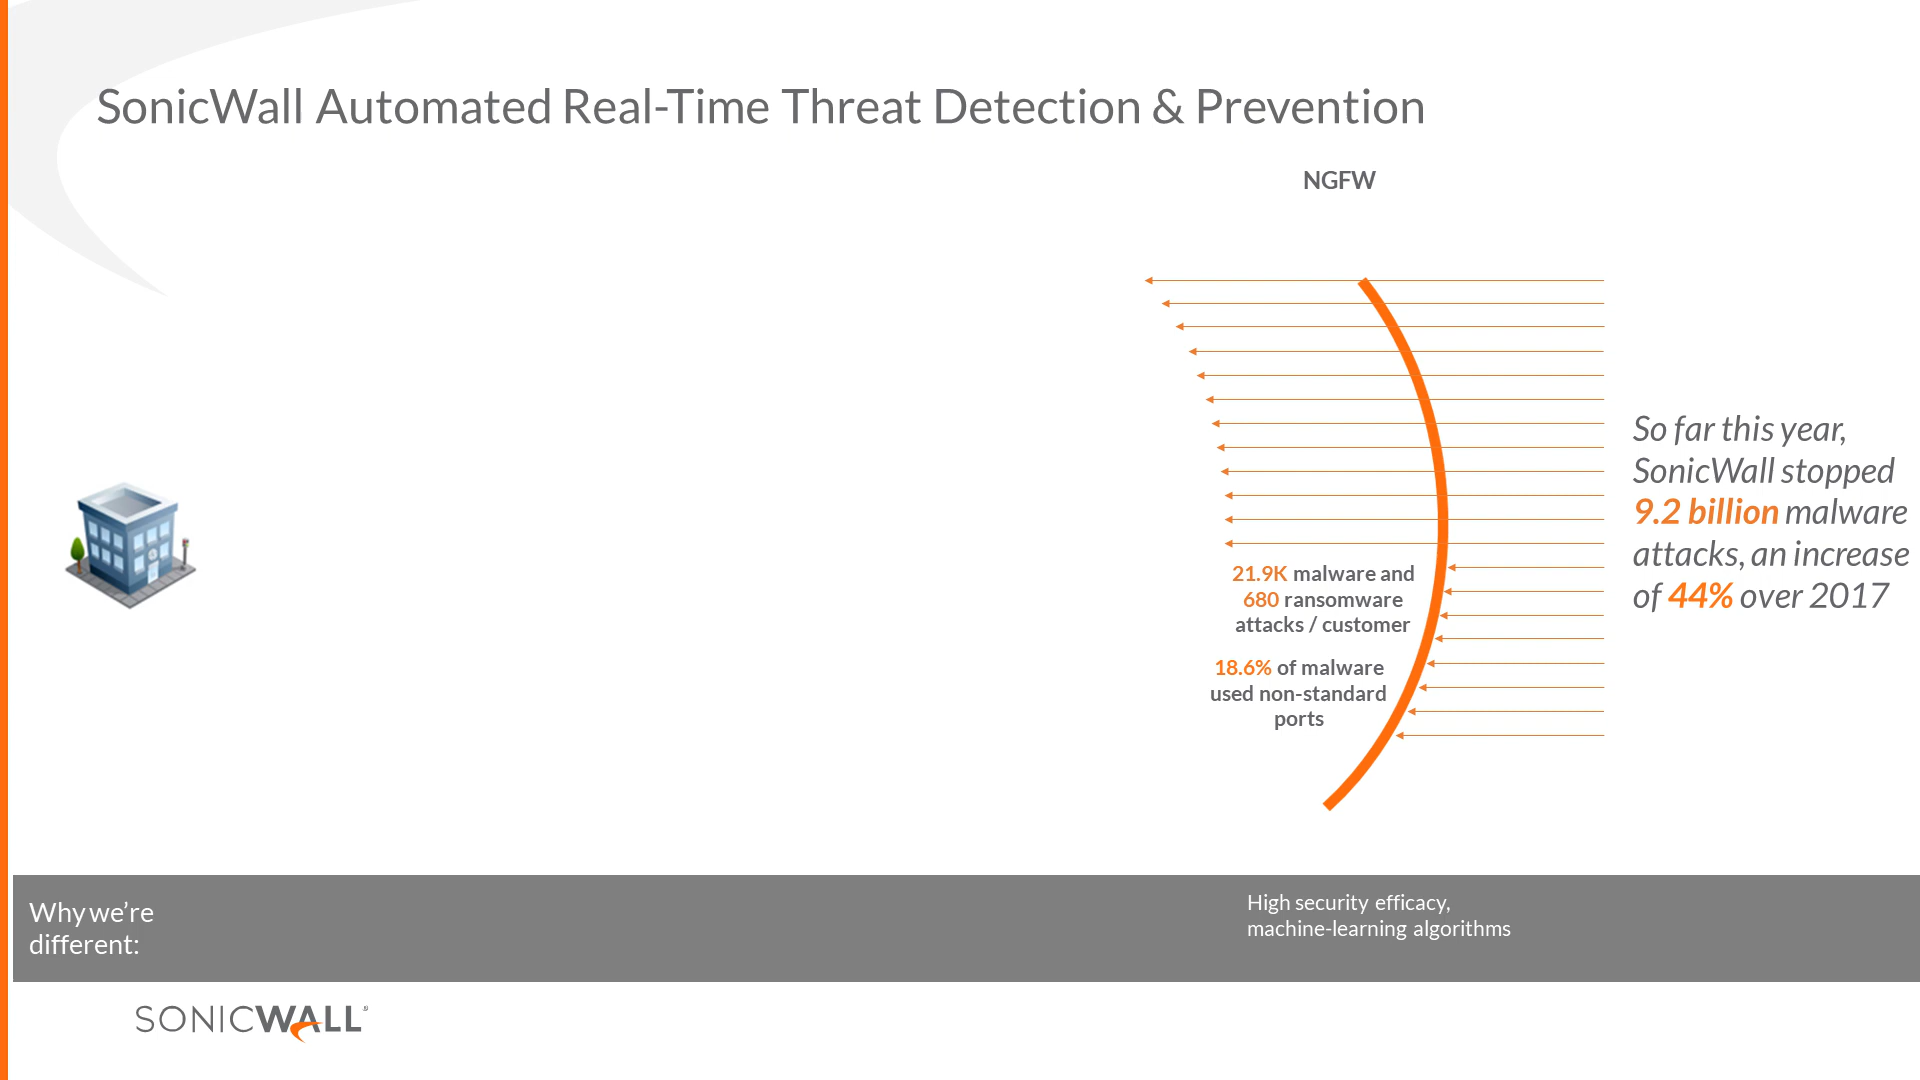 SonicWall Automated Real-Time Threat Detection & Prevention
NGFW
So far this year,
SonicWall stopped
9.2 billion malware
attacks, an increase
of 44% over 2017
21.9K malware and
680 ransomware
attacks / customer
18.6% of malware
used non-standard
ports
Why we’re
different:
High security efficacy,
machine-learning algorithms
SONICWALL